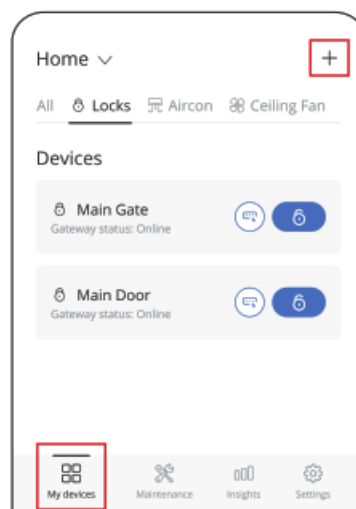 Home
All Locks Aircon Ceiling Fan
Devices
Main Gate
Gateway status: Online
Main Door
Gateway status: Online
My devices Maintenance Insights Settings